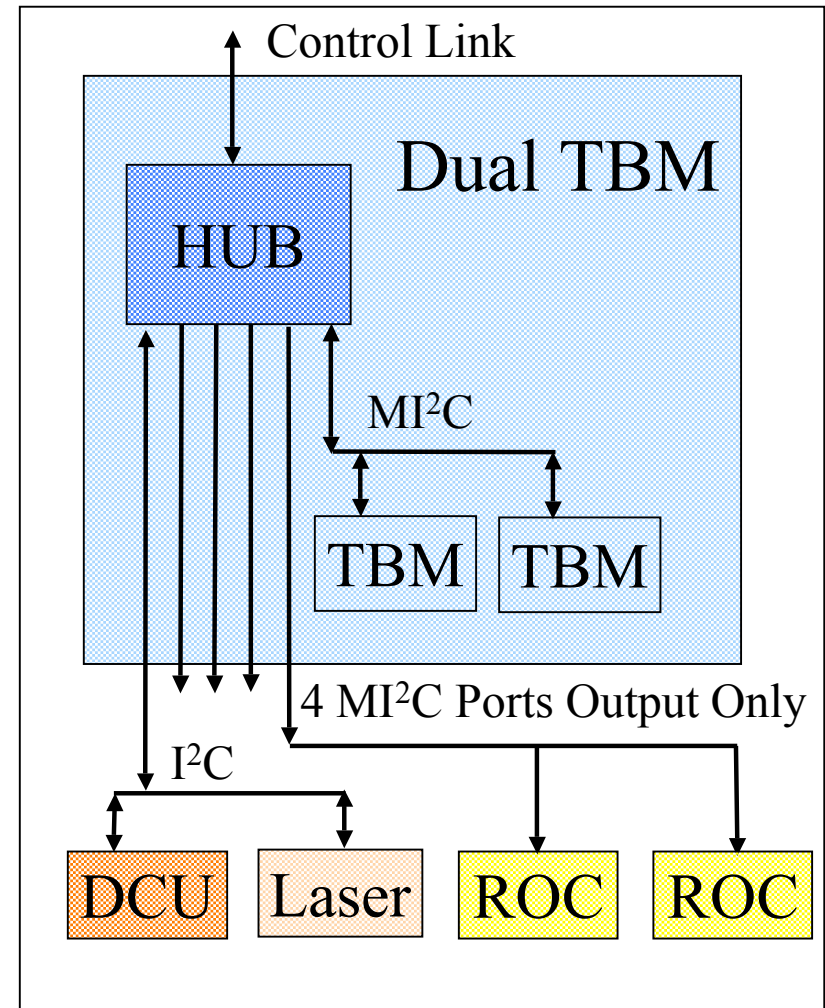 Control Link
Dual TBM
HUB
MI²C
TBM TBM
4 MI²C Ports Output Only
I²C
DCU Laser ROC ROC